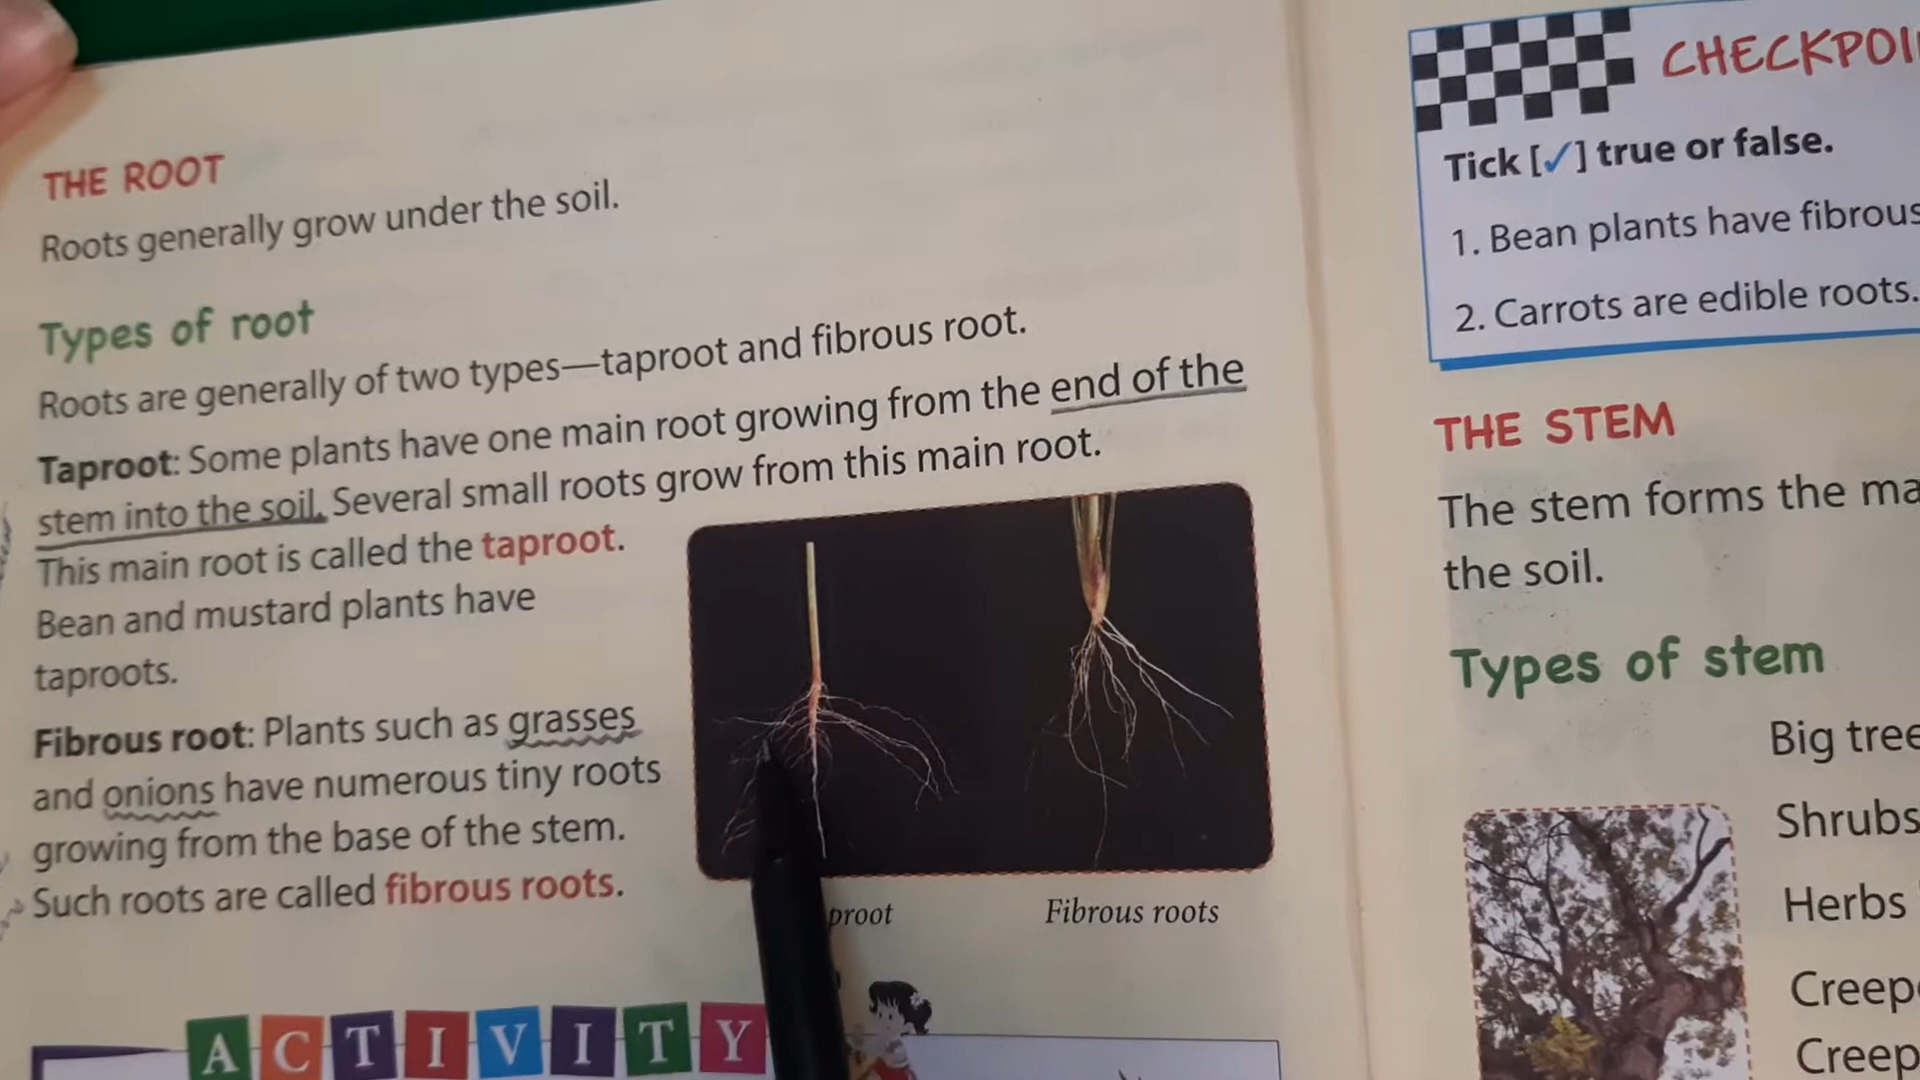 THE ROOT
Roots generally grow under the soil.
Types of root
Roots are generally of two types—taproot and fibrous root.
Taproot: Some plants have one main root growing from the end of the
stem into the soil. Several small roots grow from this main root.
This main root is called the taproot.
Bean and mustard plants have
taproots.
Fibrous root: Plants such as grasses
and onions have numerous tiny roots
growing from the base of the stem.
Such roots are called fibrous roots.
proot
Fibrous roots
ACTIVITY
CHECKPOI
Tick [✓] true or false.
1. Bean plants have fibrous
2. Carrots are edible roots.
THE STEM
The stem forms the ma
the soil.
Types of stem
Big tree
Shrubs
Herbs
Creep
Creep